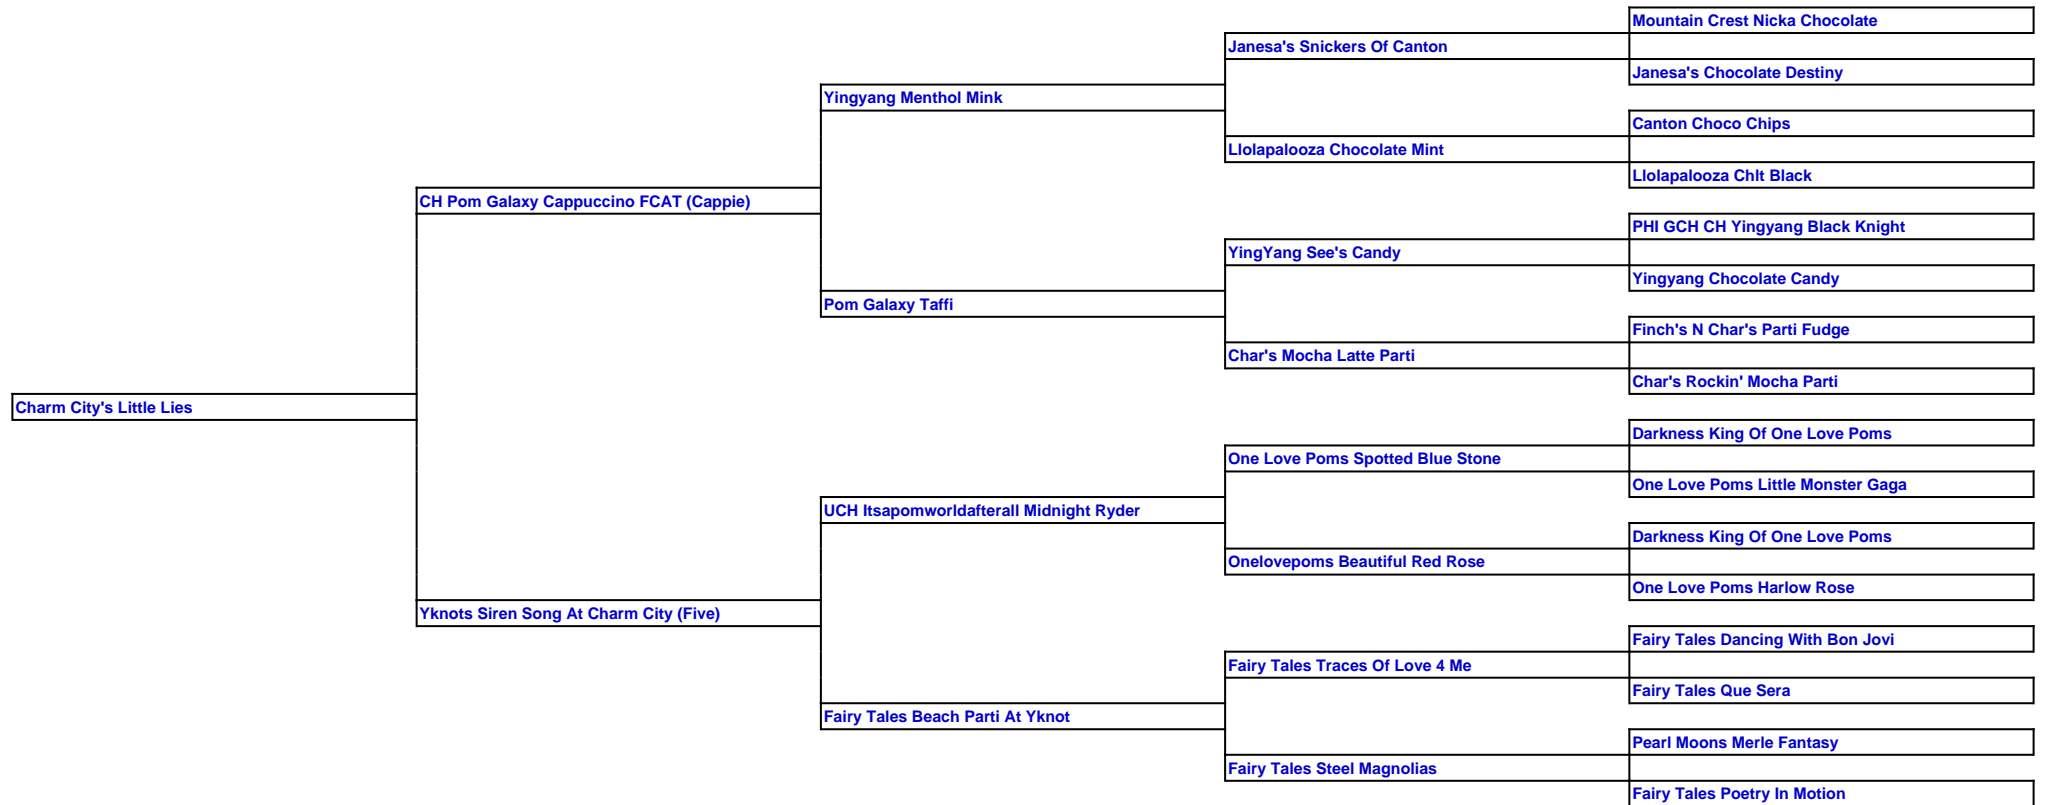 Mountain Crest Nicka Chocolate
Janesa's Snickers Of Canton
Janesa's Chocolate Destiny
Yingyang Menthol Mink
Canton Choco Chips
Llolapalooza Chocolate Mint
Llolapalooza Chlt Black
CH Pom Galaxy Cappuccino FCAT (Cappie)
PHI GCH CH Yingyang Black Knight
YingYang See's Candy
Yingyang Chocolate Candy
Pom Galaxy Taffi
Finch's N Char's Parti Fudge
Char's Mocha Latte Parti
Char's Rockin' Mocha Parti
Charm City's Little Lies
Darkness King Of One Love Poms
One Love Poms Spotted Blue Stone
One Love Poms Little Monster Gaga
UCH Itsapomworldafterall Midnight Ryder
Darkness King Of One Love Poms
Onelovepoms Beautiful Red Rose
One Love Poms Harlow Rose
Yknots Siren Song At Charm City (Five)
Fairy Tales Dancing With Bon Jovi
Fairy Tales Traces Of Love 4 Me
Fairy Tales Que Sera
Fairy Tales Beach Parti At Yknot
Pearl Moons Merle Fantasy
Fairy Tales Steel Magnolias
Fairy Tales Poetry In Motion